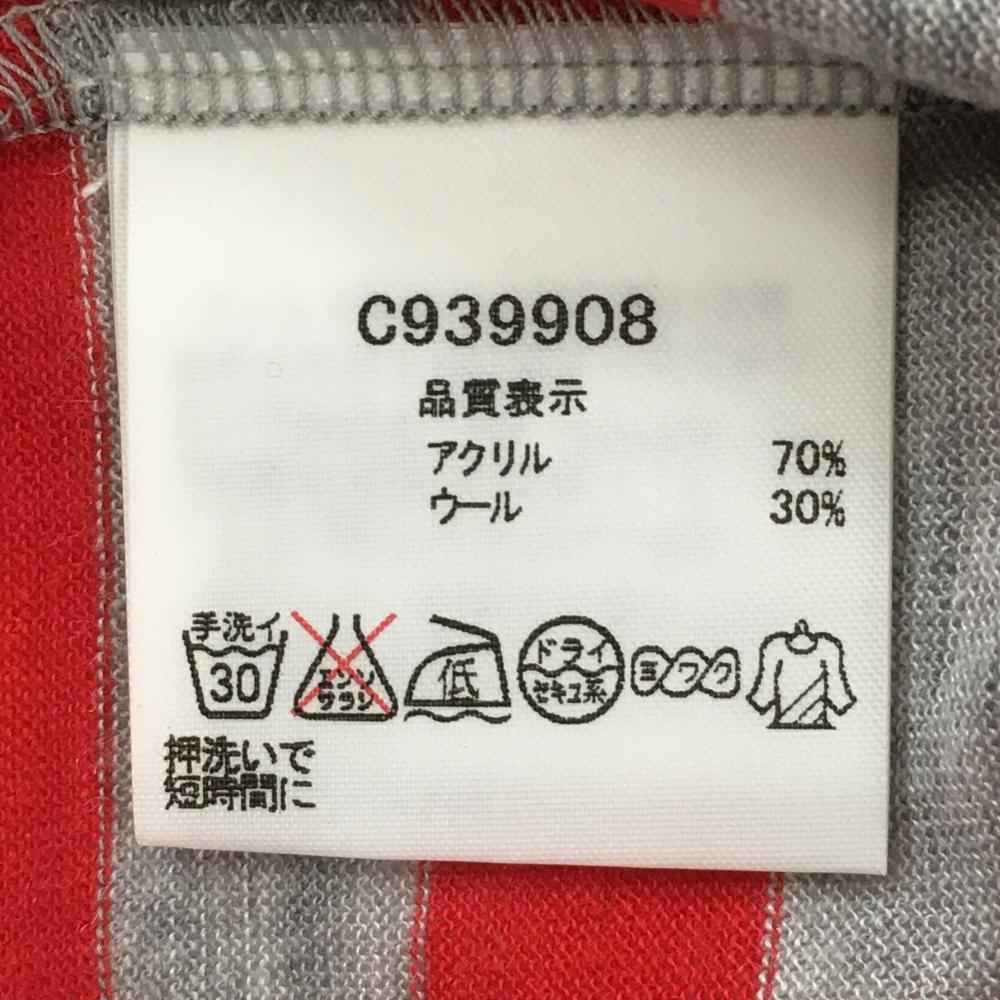 C939908
品質表示
アクリル 70%
ウール 30%
手洗イ
30
エンソ
サラシ
低
ドライ
セキユ系
ヨワク
押洗いで
短時間に